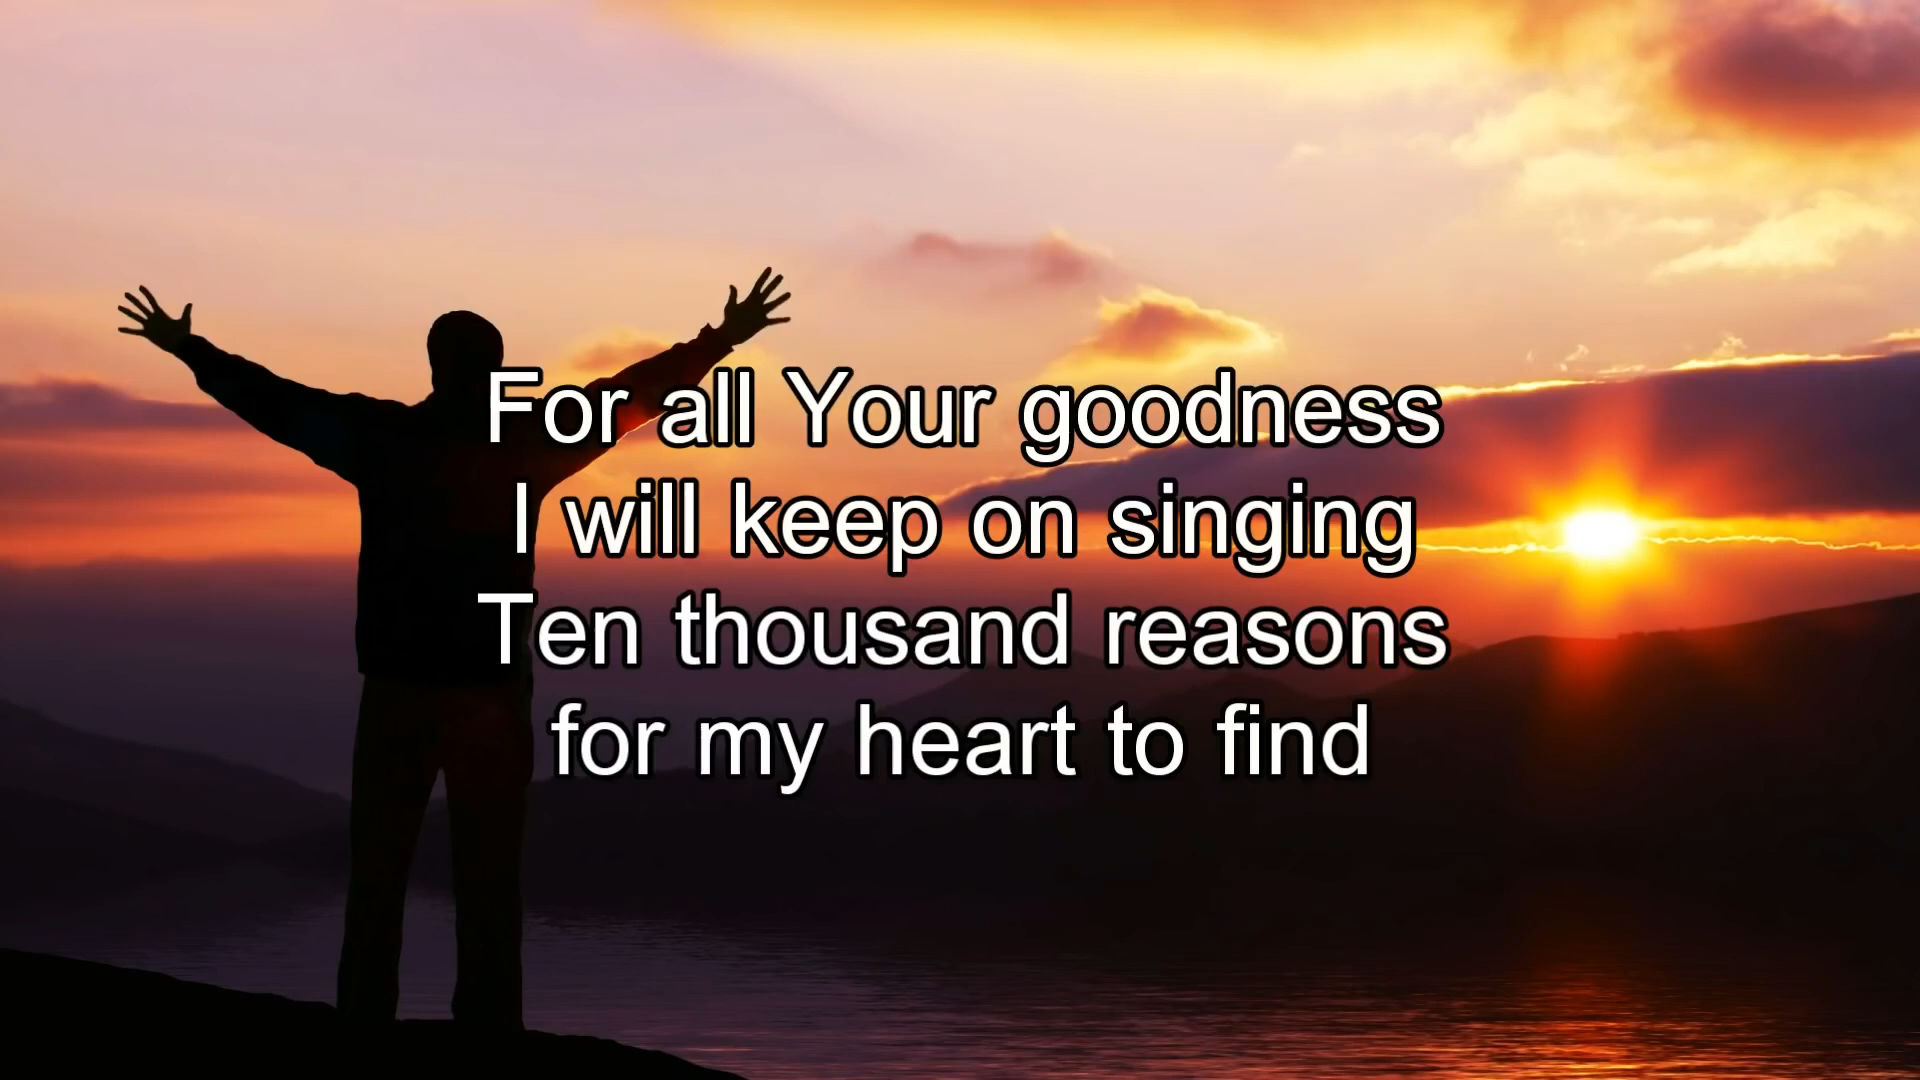 For all Your goodness
I will keep on singing
Ten thousand reasons
for my heart to find